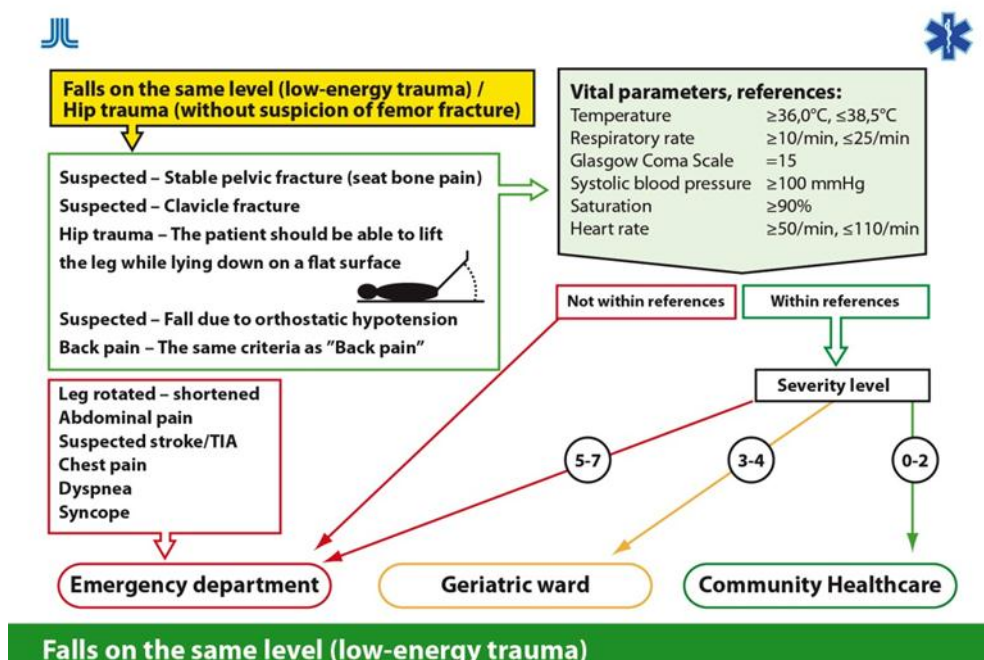 Falls on the same level (low-energy trauma) /
Hip trauma (without suspicion of femor fracture)
Vital parameters, references:
Temperature ≥36,0°C, ≤38,5°C
Respiratory rate ≥10/min, ≤25/min
Glasgow Coma Scale =15
Systolic blood pressure ≥100 mmHg
Saturation ≥90%
Heart rate ≥50/min, ≤110/min
Suspected – Stable pelvic fracture (seat bone pain)
Suspected – Clavicle fracture
Hip trauma – The patient should be able to lift
the leg while lying down on a flat surface
Suspected – Fall due to orthostatic hypotension
Back pain – The same criteria as ”Back pain”
Not within references
Within references
Severity level
Leg rotated – shortened
Abdominal pain
Suspected stroke/TIA
Chest pain
Dyspnea
Syncope
5-7
3-4
0-2
Emergency department
Geriatric ward
Community Healthcare
Falls on the same level (low-energy trauma)